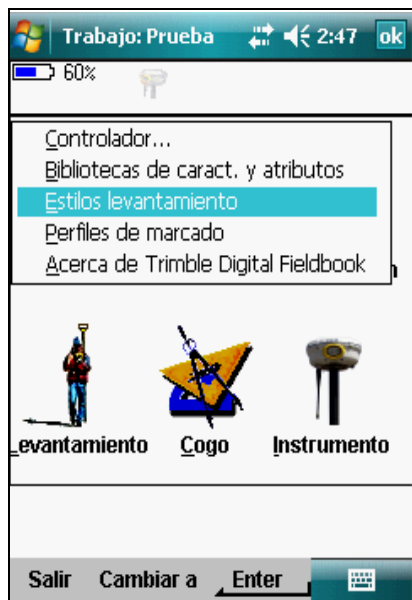 Trabajo: Prueba 2:47 ok
60%
Controlador...
Bibliotecas de caract. y atributos
Estilos levantamiento
Perfiles de marcado
Acerca de Trimble Digital Fieldbook
n
Levantamiento Cogo Instrumento
Salir Cambiar a Enter